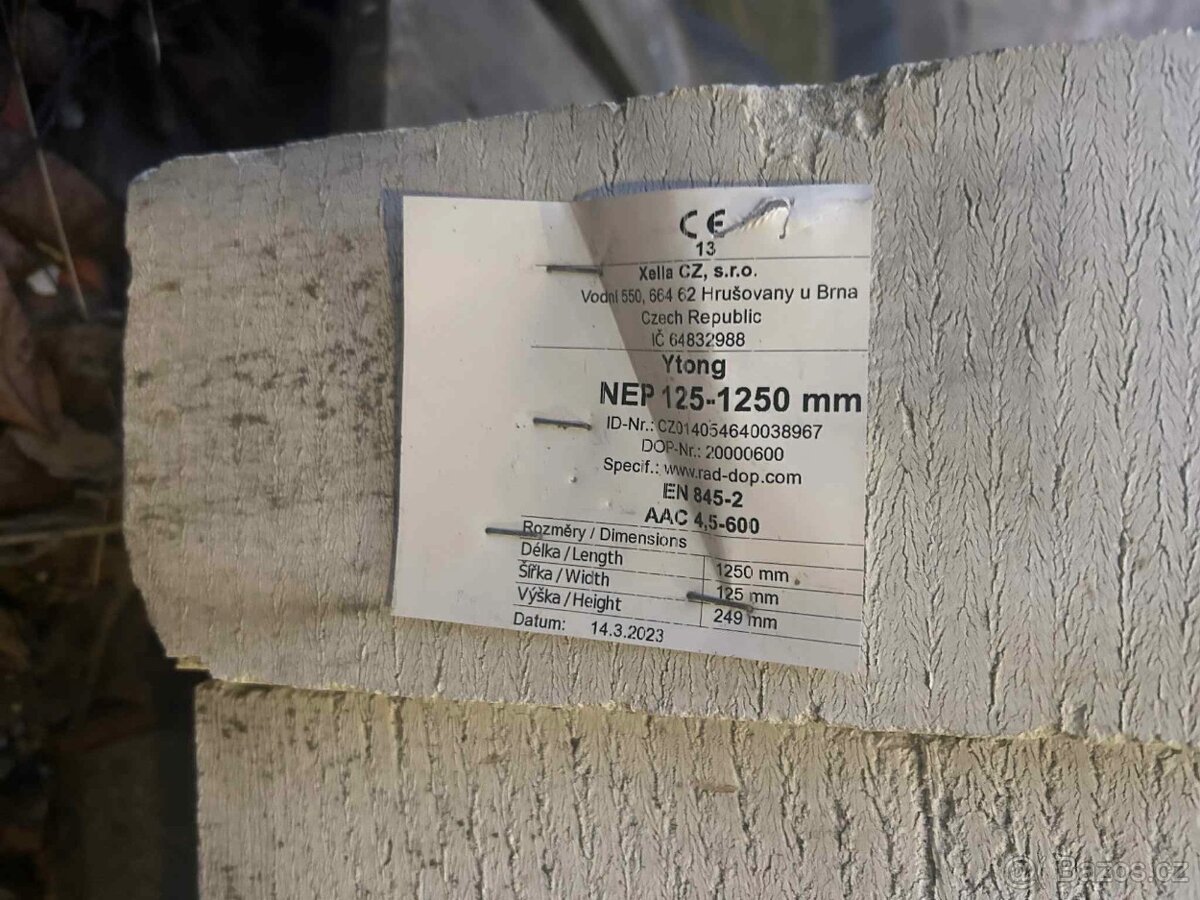 CE
13
Xella CZ, s.r.o.
Vodní 550, 664 62 Hrušovany u Brna
Czech Republic
IČ 64832988
Ytong
NEP 125-1250 mm
ID-Nr.: CZ014054640038967
DOP-Nr.: 20000600
Specif.: www.rad-dop.com
EN 845-2
AAC 4,5-600
Rozměry / Dimensions
Délka / Length 1250 mm
Šířka / Width 125 mm
Výška / Height 249 mm
Datum: 14.3.2023
Bazos.cz